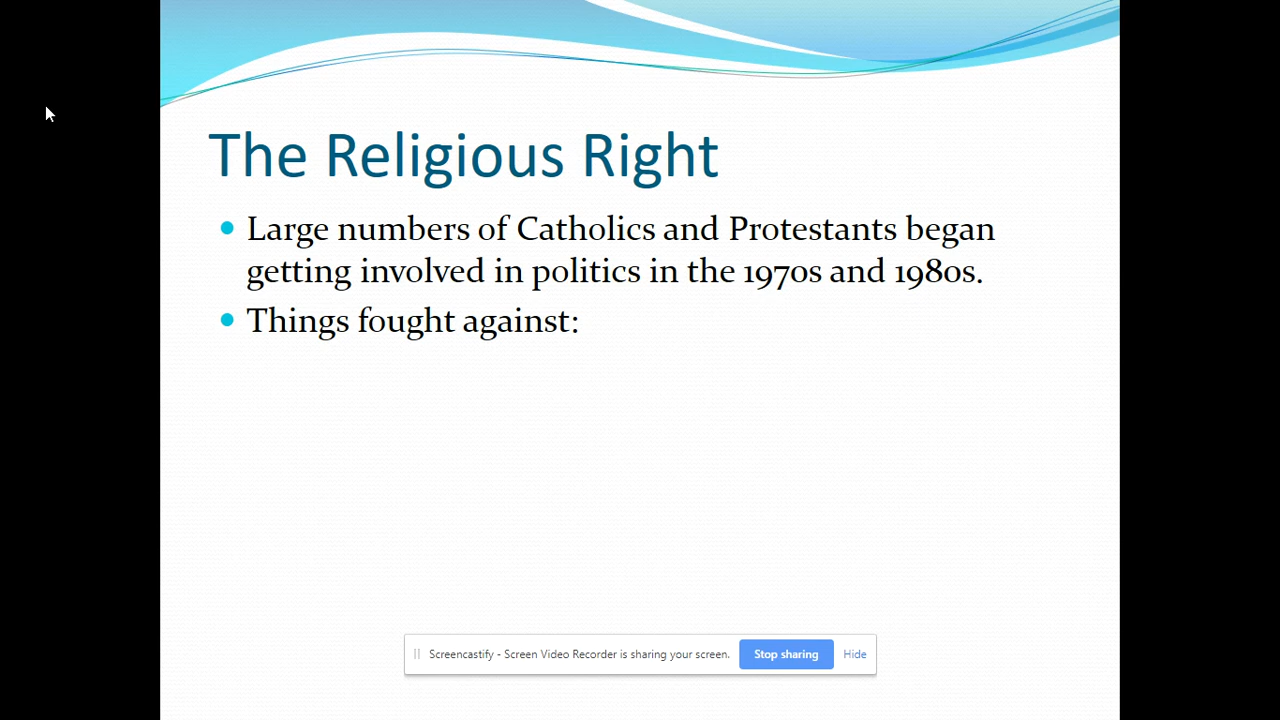 The Religious Right
Large numbers of Catholics and Protestants began
getting involved in politics in the 1970s and 1980s.
Things fought against:
Screencastify - Screen Video Recorder is sharing your screen. Stop sharing Hide